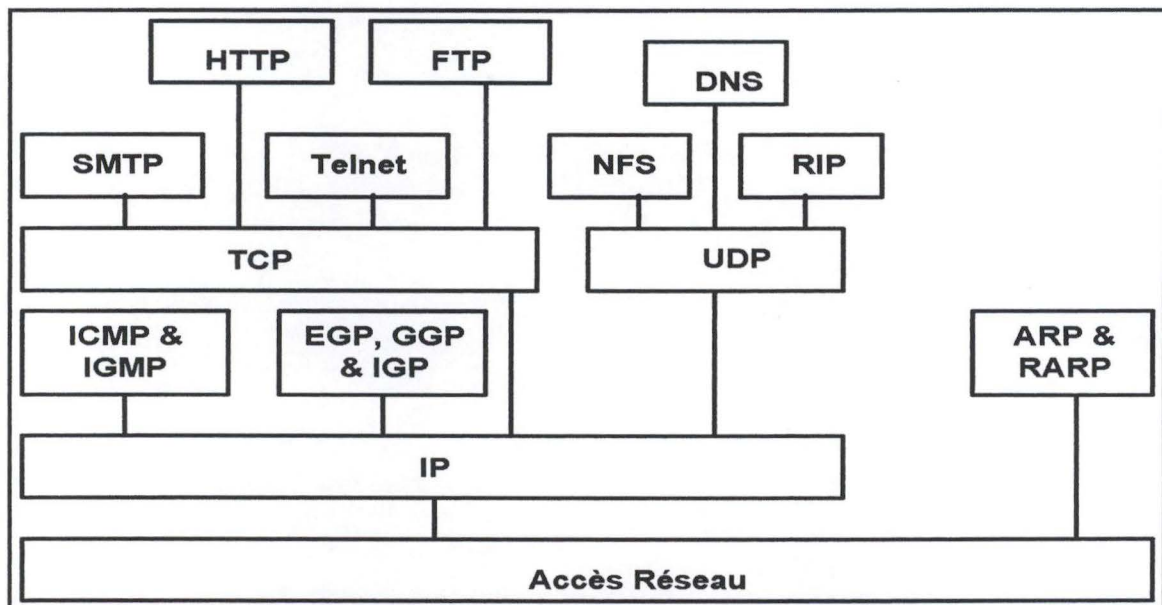 HTTP
FTP
DNS
SMTP
Telnet
NFS
RIP
TCP
UDP
ICMP &
IGMP
EGP, GGP
& IGP
ARP &
RARP
IP
Accès Réseau